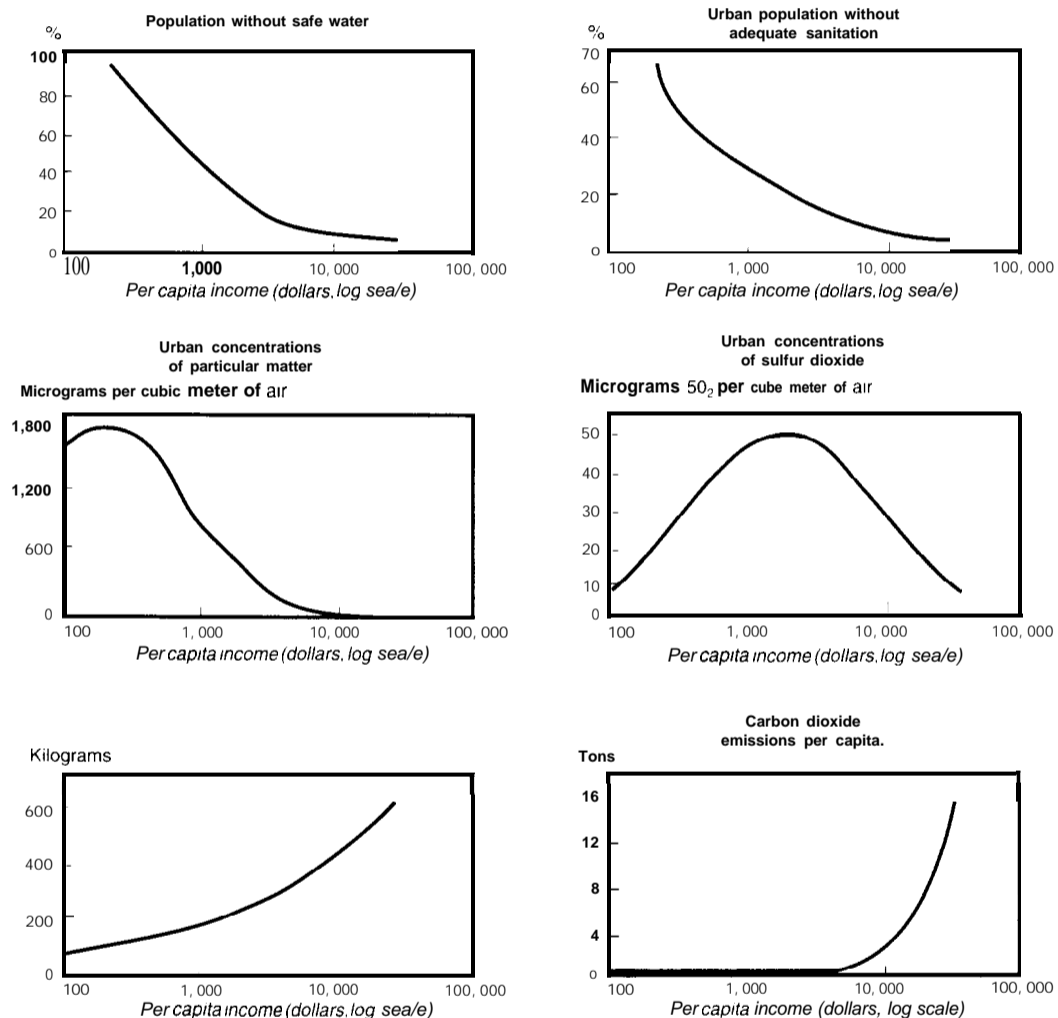 Population without safe water
%
100
80
60
40
20
0
100
1,000
10,000
100,000
Per capita income (dollars, log sea/e)
Urban population without
adequate sanitation
%
70
60
40
20
0
100
1,000
10,000
100,000
Per capita income (dollars, log sea/e)
Urban concentrations
of particular matter
Micrograms per cubic meter of air
1,800
1,200
600
0
100
1,000
10,000
100,000
Per capita income (dollars, log sea/e)
Urban concentrations
of sulfur dioxide
Micrograms 50₂ per cube meter of air
50
40
30
20
10
0
100
1,000
10,000
100,000
Per capita income (dollars, log sea/e)
Kilograms
600
400
200
0
100
1,000
10,000
100,000
Per capita income (dollars, log sea/e)
Carbon dioxide
emissions per capita.
Tons
16
12
8
4
0
100
1,000
10,000
100,000
Per capita income (dollars, log scale)